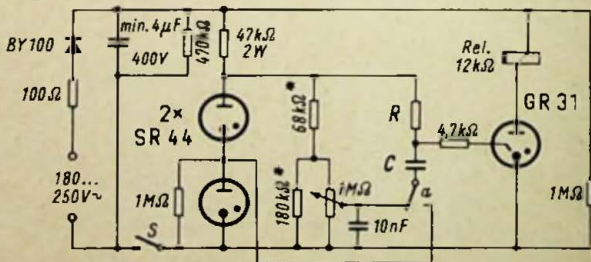 BY100
100Ω
180...
250V~
min.4µF
400V
470kΩ
47kΩ
2W
2×
SR 44
1MΩ
S
68kΩ*
180kΩ*
1MΩ
10nF
R
C
a
4,7kΩ
Rel.
12kΩ
GR 31
1MΩ